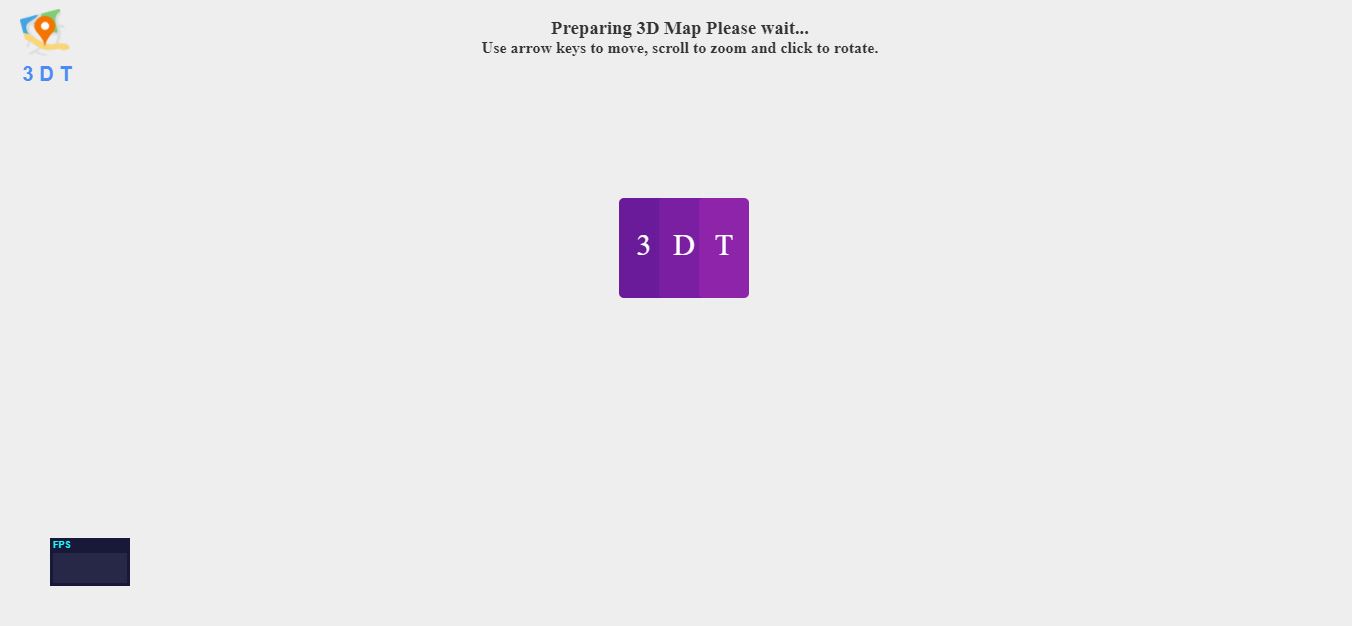 Preparing 3D Map Please wait...
Use arrow keys to move, scroll to zoom and click to rotate.
3 D T
3 D T
FPS